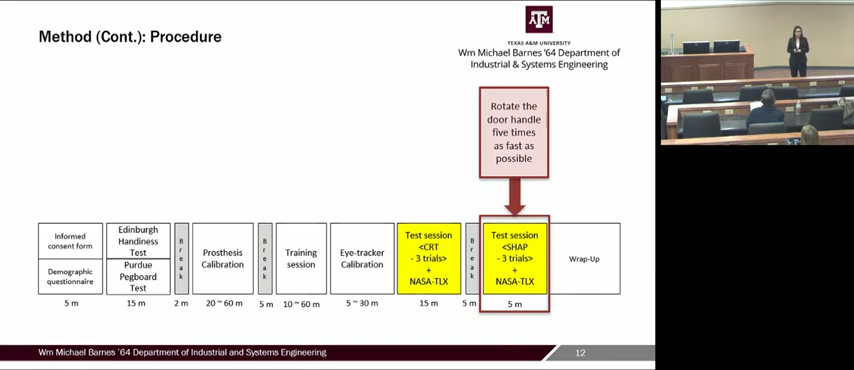 Method (Cont.): Procedure
ĀM
TEXAS A&M UNIVERSITY
Wm Michael Barnes '64 Department of
Industrial & Systems Engineering
Rotate the
door handle
five times
as fast as
possible
Informed
consent form
Demographic
questionnaire
5 m
Edinburgh
Handiness
Test
Purdue
Pegboard
Test
15 m
Break
2 m
Prosthesis
Calibration
20 ~ 60 m
Break
5 m
Training
session
10 ~ 60 m
Eye-tracker
Calibration
5 ~ 30 m
Test session
<CRT
- 3 trials>
+
NASA-TLX
15 m
Break
5 m
Test session
<SHAP
- 3 trials>
+
NASA-TLX
5 m
Wrap-Up
Wm Michael Barnes '64 Department of Industrial and Systems Engineering
12